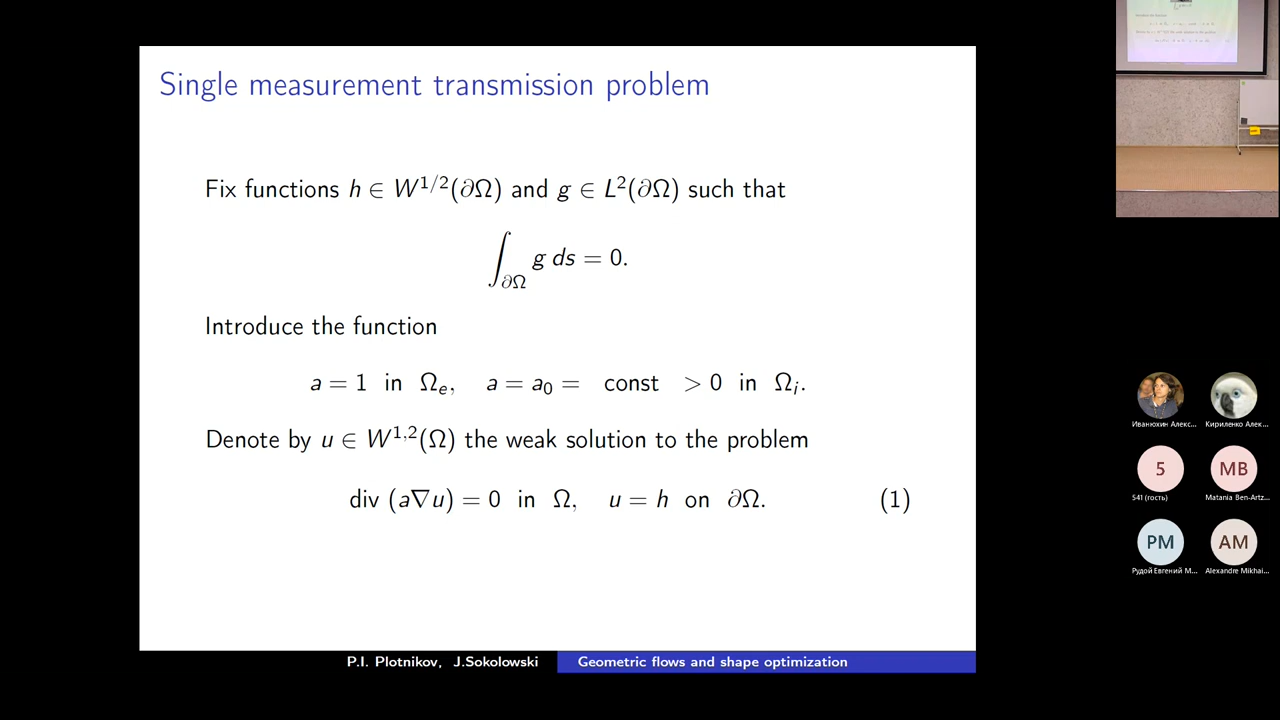 Single measurement transmission problem
Fix functions h ∈ W^{1/2}(∂Ω) and g ∈ L^2(∂Ω) such that
∫_{∂Ω} g ds = 0.
Introduce the function
a = 1 in Ω_e, a = a_0 = const > 0 in Ω_i.
Denote by u ∈ W^{1,2}(Ω) the weak solution to the problem
div (a∇u) = 0 in Ω, u = h on ∂Ω. (1)
P.I. Plotnikov, J.Sokolowski Geometric flows and shape optimization
Иванюхин Алекс... Кириленко Алек...
5 MB
541 (гость) Matania Ben-Artz...
РМ AM
Рудой Евгений М... Alexandre Mikhai...